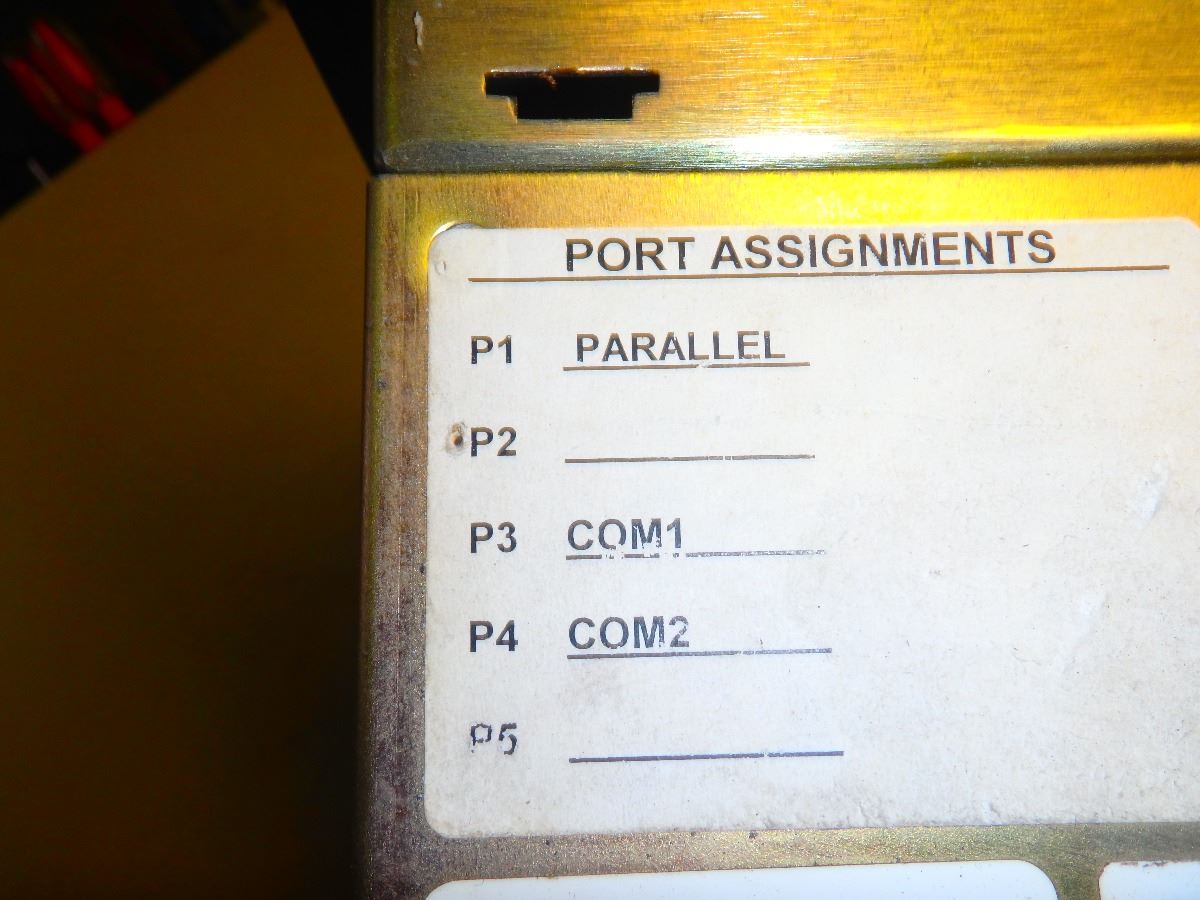 PORT ASSIGNMENTS
P1 PARALLEL
P2
P3 COM1
P4 COM2
P5